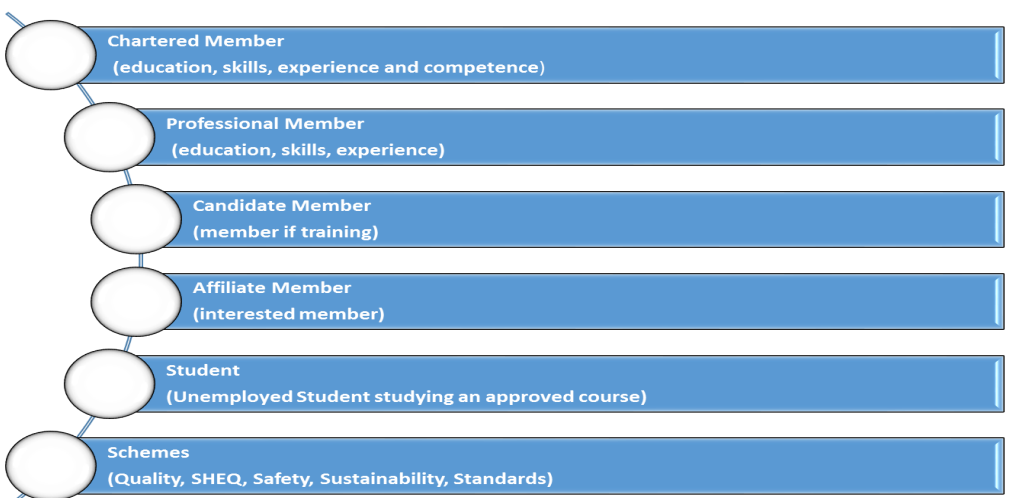 Chartered Member
(education, skills, experience and competence)
Professional Member
(education, skills, experience)
Candidate Member
(member if training)
Affiliate Member
(interested member)
Student
(Unemployed Student studying an approved course)
Schemes
(Quality, SHEQ, Safety, Sustainability, Standards)